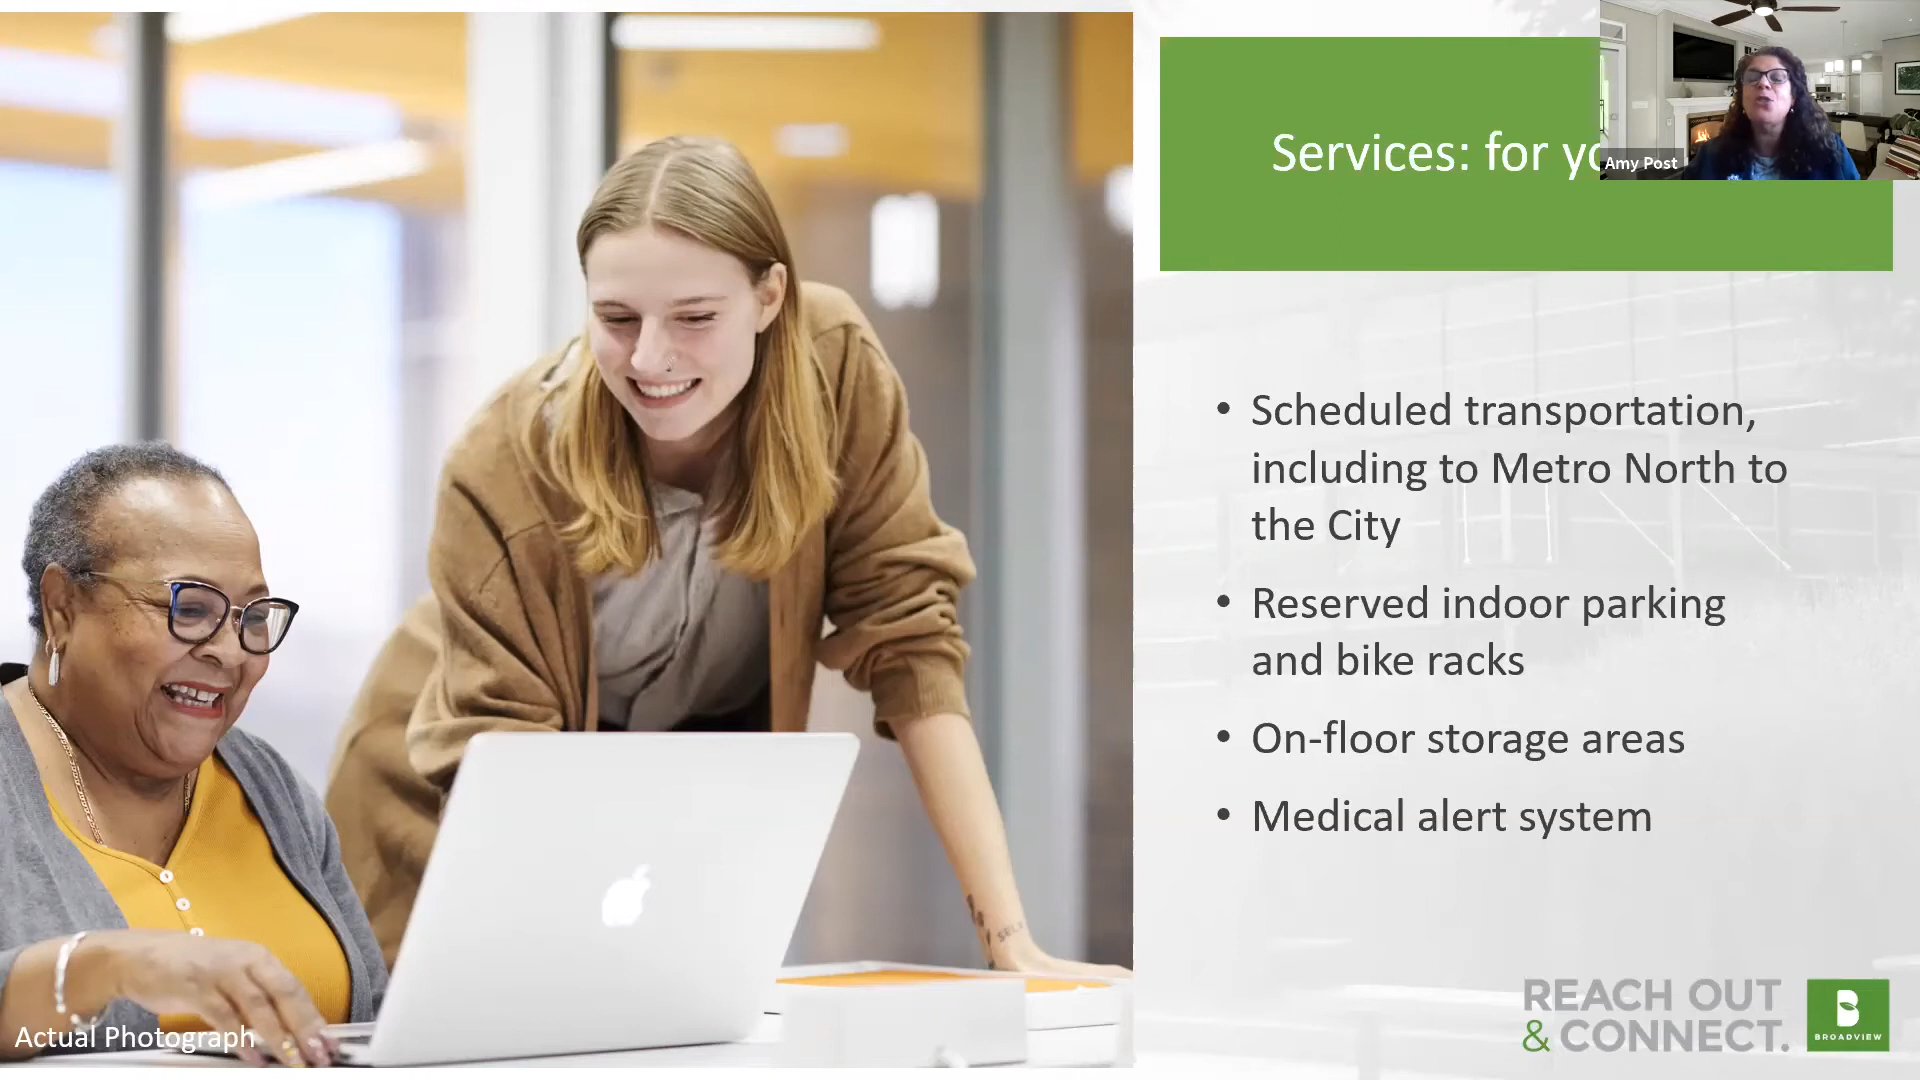 Services: for yo
Amy Post
• Scheduled transportation,
including to Metro North to
the City
• Reserved indoor parking
and bike racks
• On-floor storage areas
• Medical alert system
SELF
Actual Photograph
REACH OUT
& CONNECT.
B
BROADVIEW